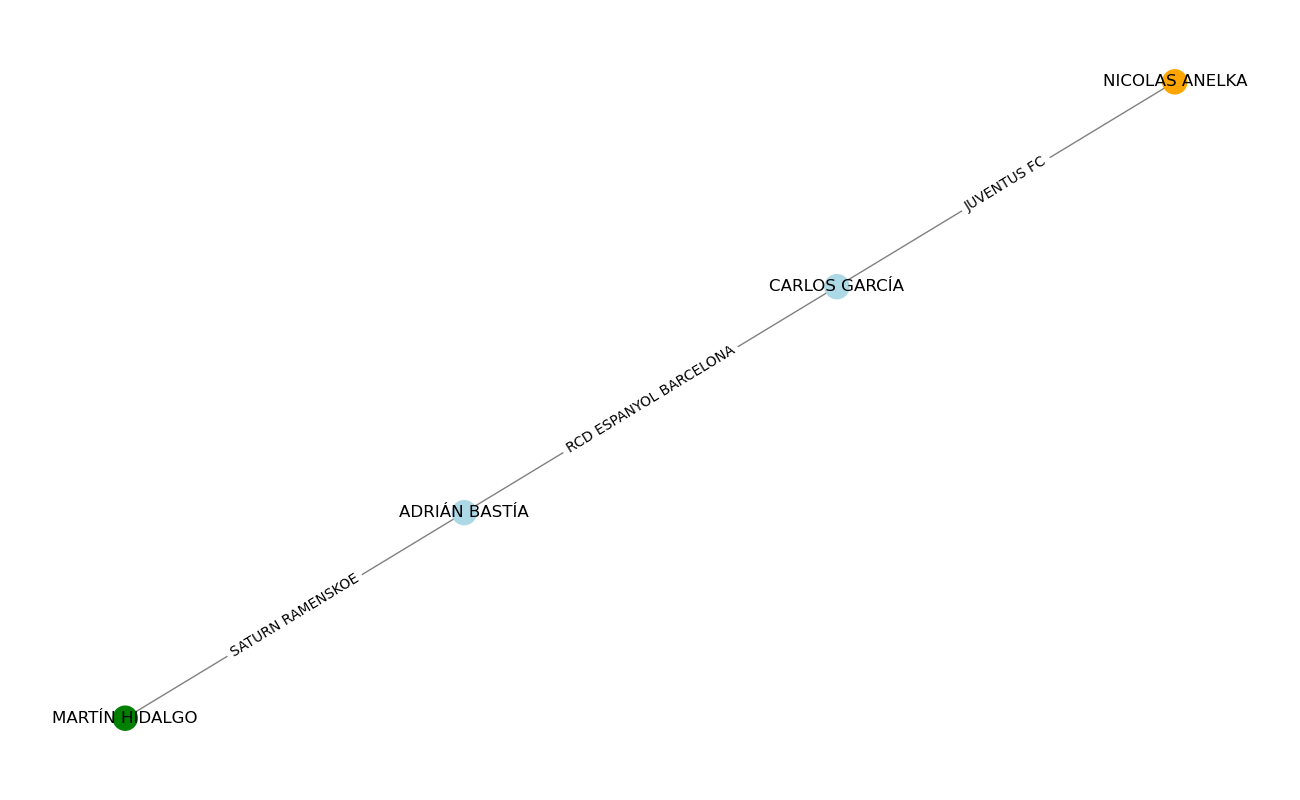 NICOLAS ANELKA
JUVENTUS FC
CARLOS GARCÍA
RCD ESPANYOL BARCELONA
ADRIÁN BASTÍA
SATURN RAMENSKOE
MARTÍN HIDALGO